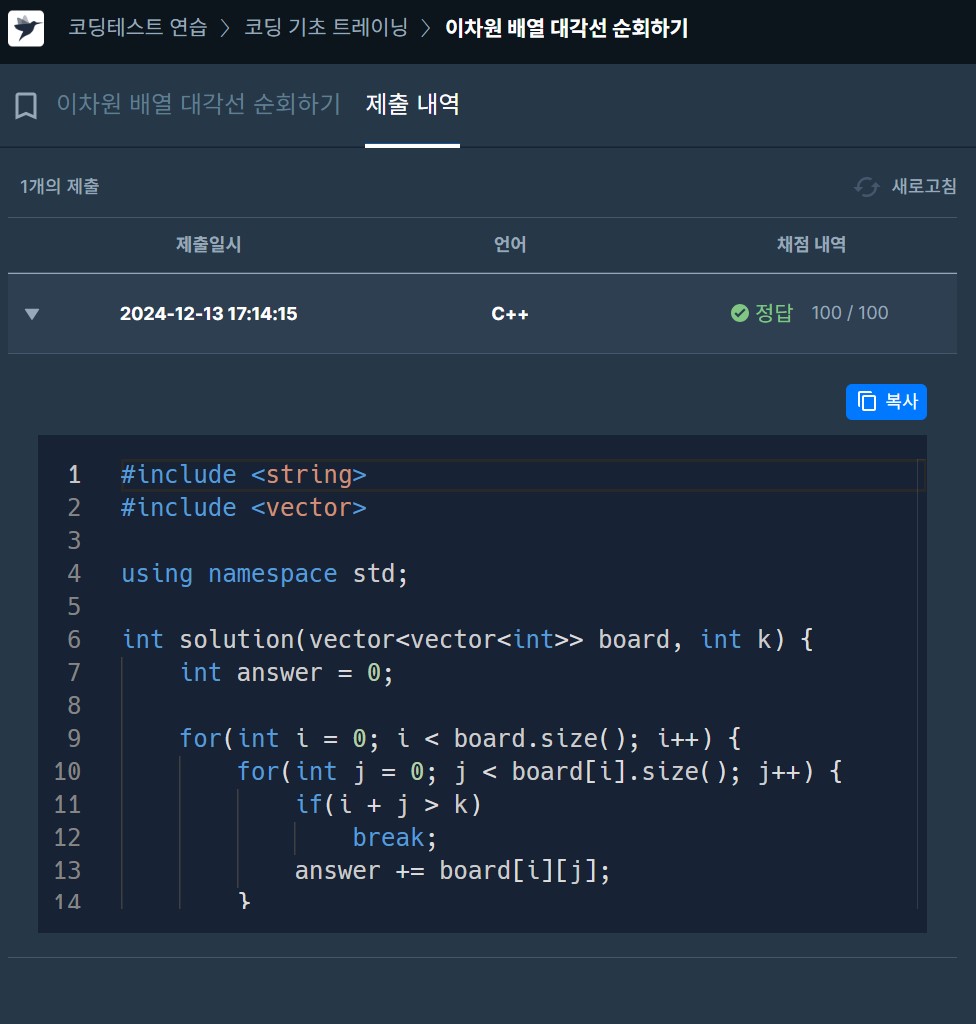 코딩테스트 연습 > 코딩 기초 트레이닝 > 이차원 배열 대각선 순회하기
이차원 배열 대각선 순회하기 제출 내역
1개의 제출 새로고침
제출일시 언어 채점 내역
▼ 2024-12-13 17:14:15 C++ 정답 100 / 100
복사
1 #include <string>
2 #include <vector>
3
4 using namespace std;
5
6 int solution(vector<vector<int>> board, int k) {
7     int answer = 0;
8
9     for(int i = 0; i < board.size(); i++) {
10         for(int j = 0; j < board[i].size(); j++) {
11             if(i + j > k)
12                 break;
13             answer += board[i][j];
14         }